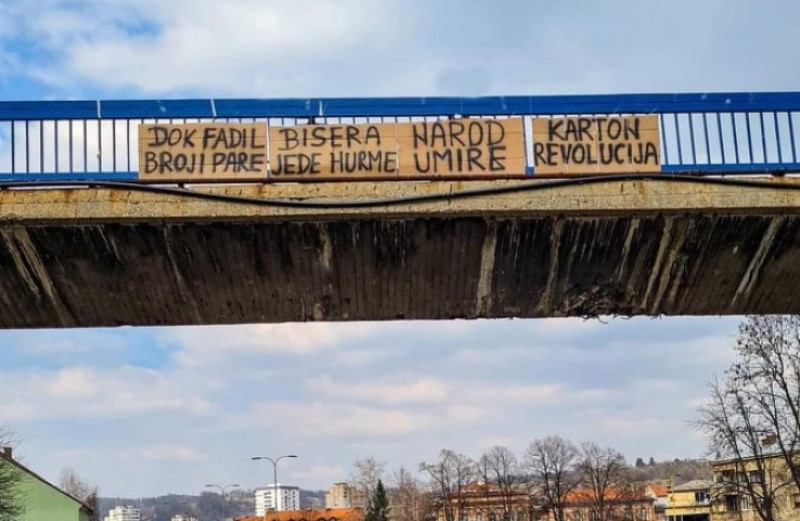 DOK FADIL
BROJI PARE
BISERA
JEDE HURME
NAROD
UMIRE
KARTON
REVOLUCIJA